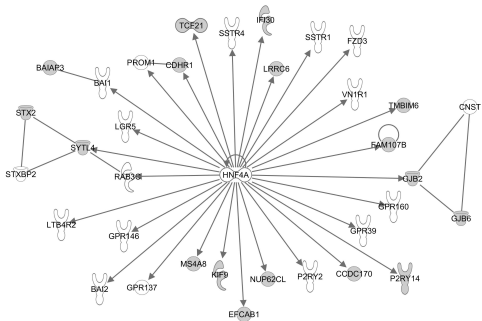 TCF21
SSTR4
IFI30
SSTR1
FZD3
PROM1
CDHR1
LRRC6
BAIAP3
BAI1
VN1R1
TMBIM6
CNST
STX2
LGR5
SYTL4
FAM107B
STXBP2
RAB3C
HNF4A
GJB2
GPR160
LTB4R2
GPR146
GPR39
GJB6
MS4A8
KIF9
NUP62CL
P2RY2
CCDC170
P2RY14
BAI2
GPR137
EFCAB1